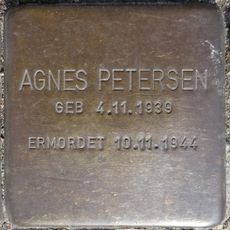 AGNES PETERSEN
GEB 4.11.1939
ERMORDET 10.11.1944